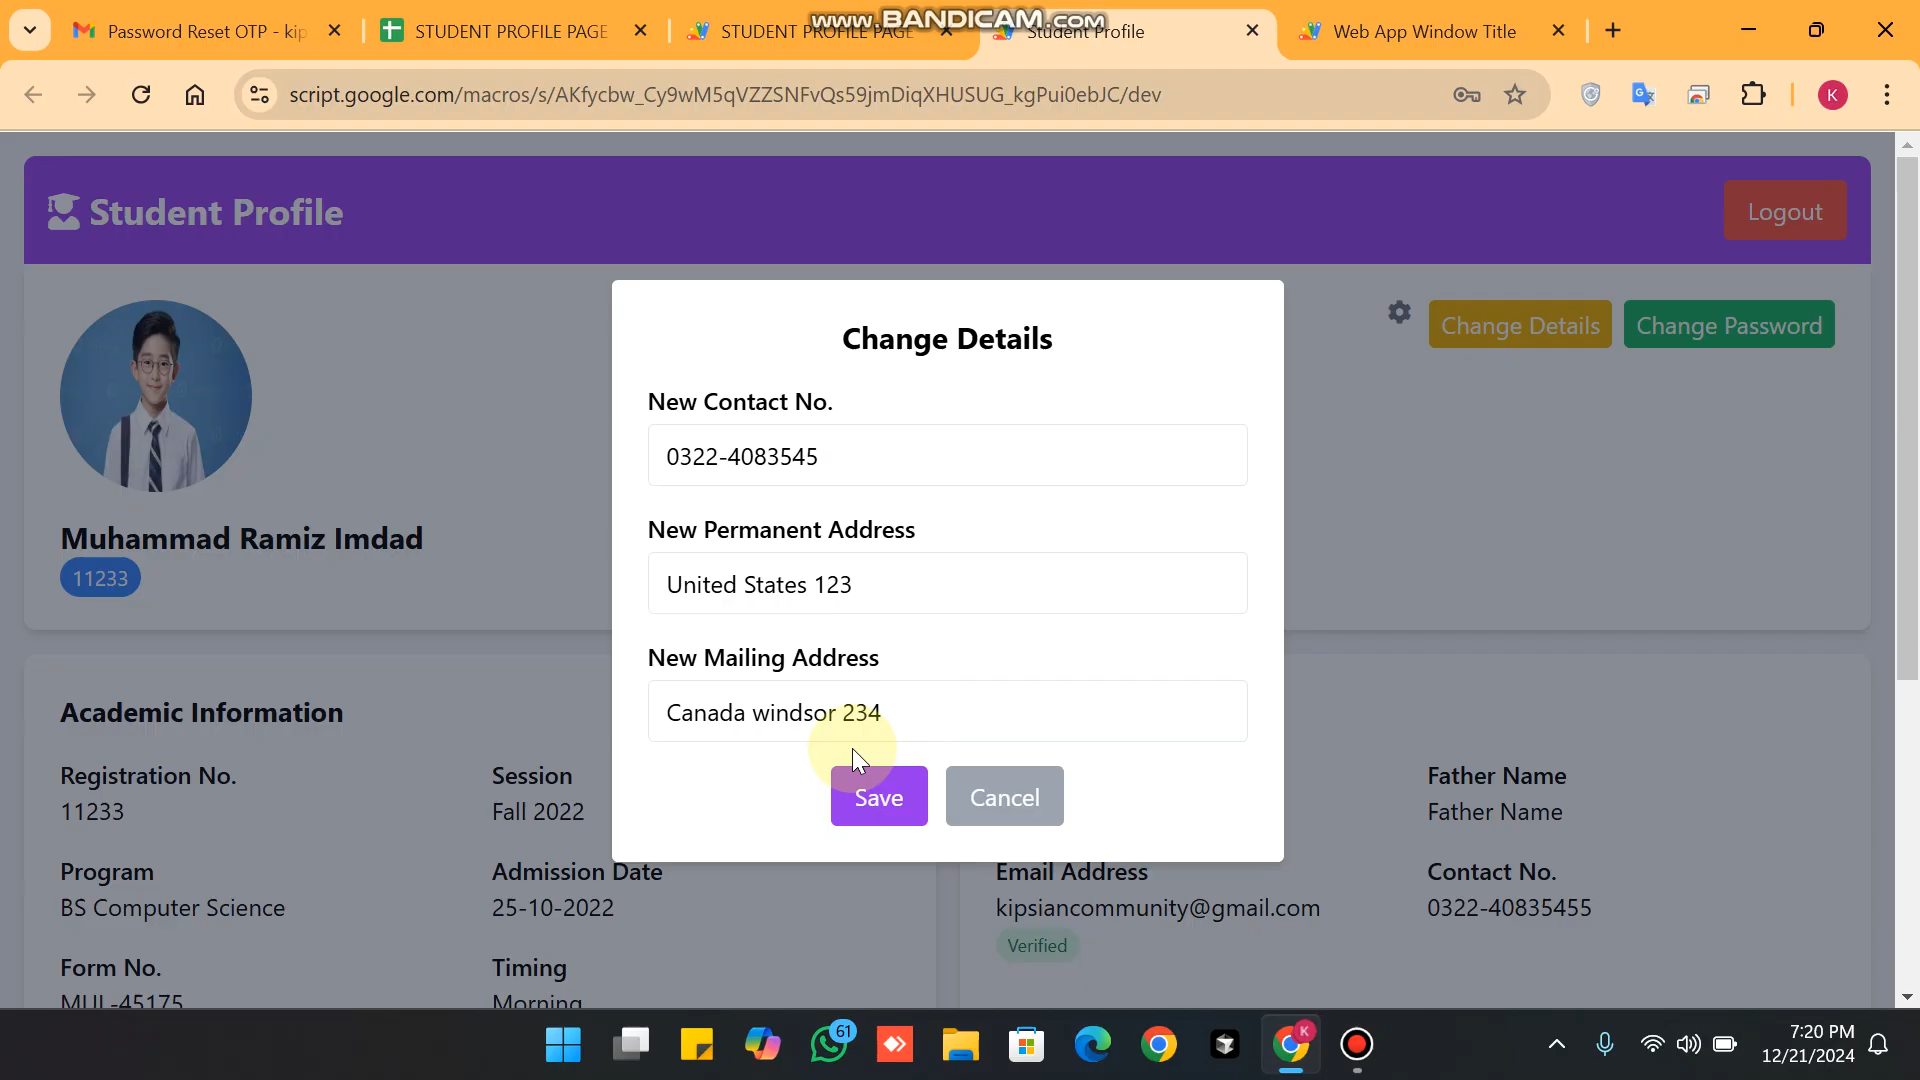 www.BANDICAM.com
Password Reset OTP - kip
STUDENT PROFILE PAGE
STUDENT PROFILE PAGE
Student Profile
Web App Window Title
script.google.com/macros/s/AKfycbw_Cy9wM5qVZZSNFvQs59jmDiqXHUSUG_kgPui0ebJC/dev
K
Student Profile
Logout
Change Details
Change Password
Muhammad Ramiz Imdad
11233
Change Details
New Contact No.
0322-4083545
New Permanent Address
United States 123
New Mailing Address
Canada windsor 234
Save
Cancel
Academic Information
Registration No.
Session
Father Name
11233
Fall 2022
Father Name
Program
Admission Date
Email Address
Contact No.
BS Computer Science
25-10-2022
kipsiancommunity@gmail.com
0322-40835455
Verified
Form No.
Timing
MUL-45175
Morning
61
K
7:20 PM
12/21/2024